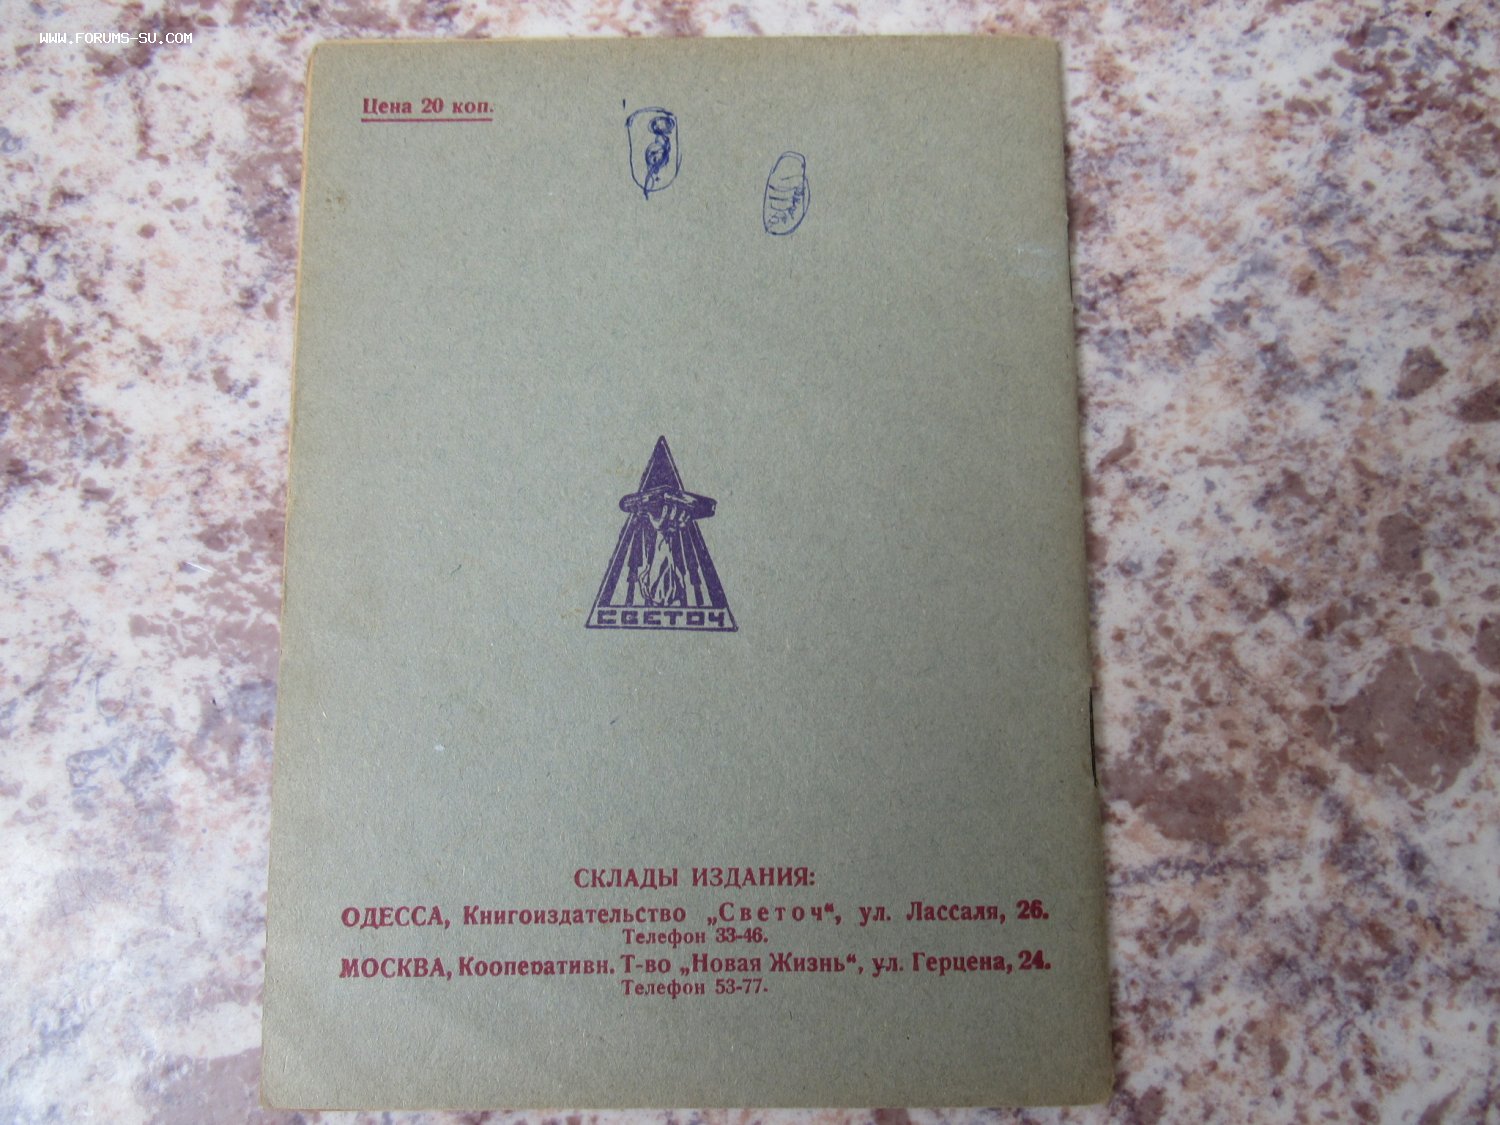 WWW.FORUMS-SU.COM
Цена 20 коп.
СВЕТОЧ
СКЛАДЫ ИЗДАНИЯ:
ОДЕССА, Книгоиздательство „Светоч“, ул. Лассаля, 26.
Телефон 33-46.
МОСКВА, Кооперативн. Т-во „Новая Жизнь“, ул. Герцена, 24.
Телефон 53-77.